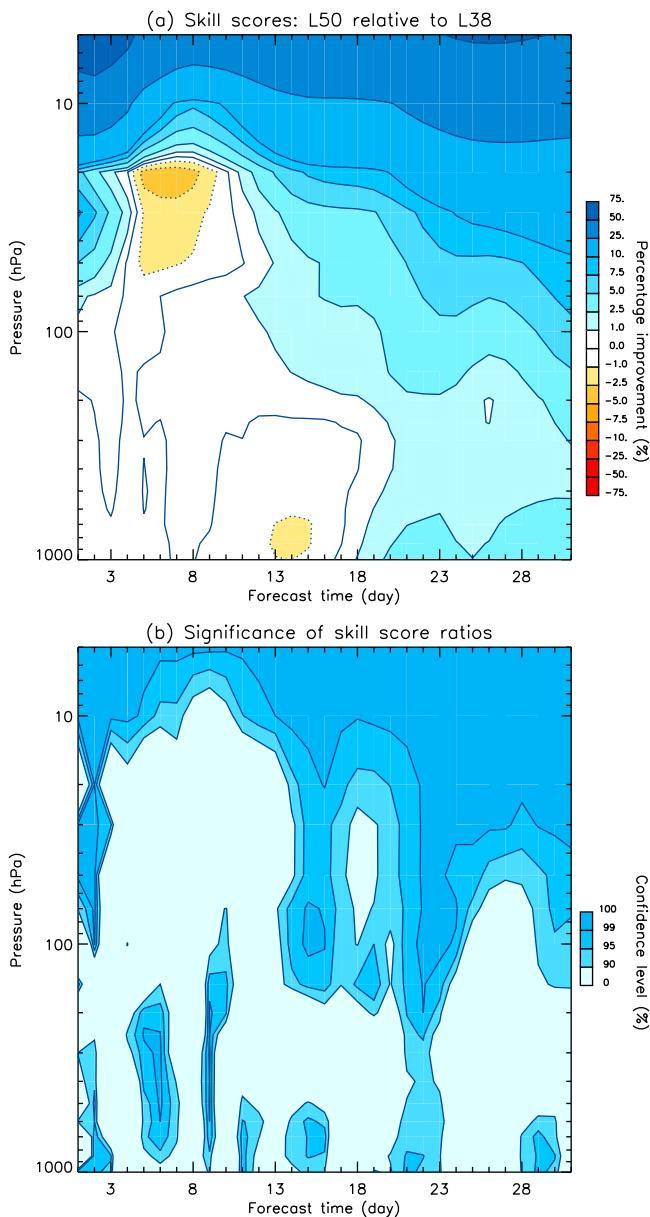 (a) Skill scores: L50 relative to L38
10
100
1000
Pressure (hPa)
3 8 13 18 23 28
Forecast time (day)
75.
50.
25.
10.
7.5
5.0
2.5
1.0
0.0
-1.0
-2.5
-5.0
-7.5
-10.
-25.
-50.
-75.
Percentage improvement (%)
(b) Significance of skill score ratios
10
100
1000
Pressure (hPa)
3 8 13 18 23 28
Forecast time (day)
100
99
95
90
0
Confidence level (%)